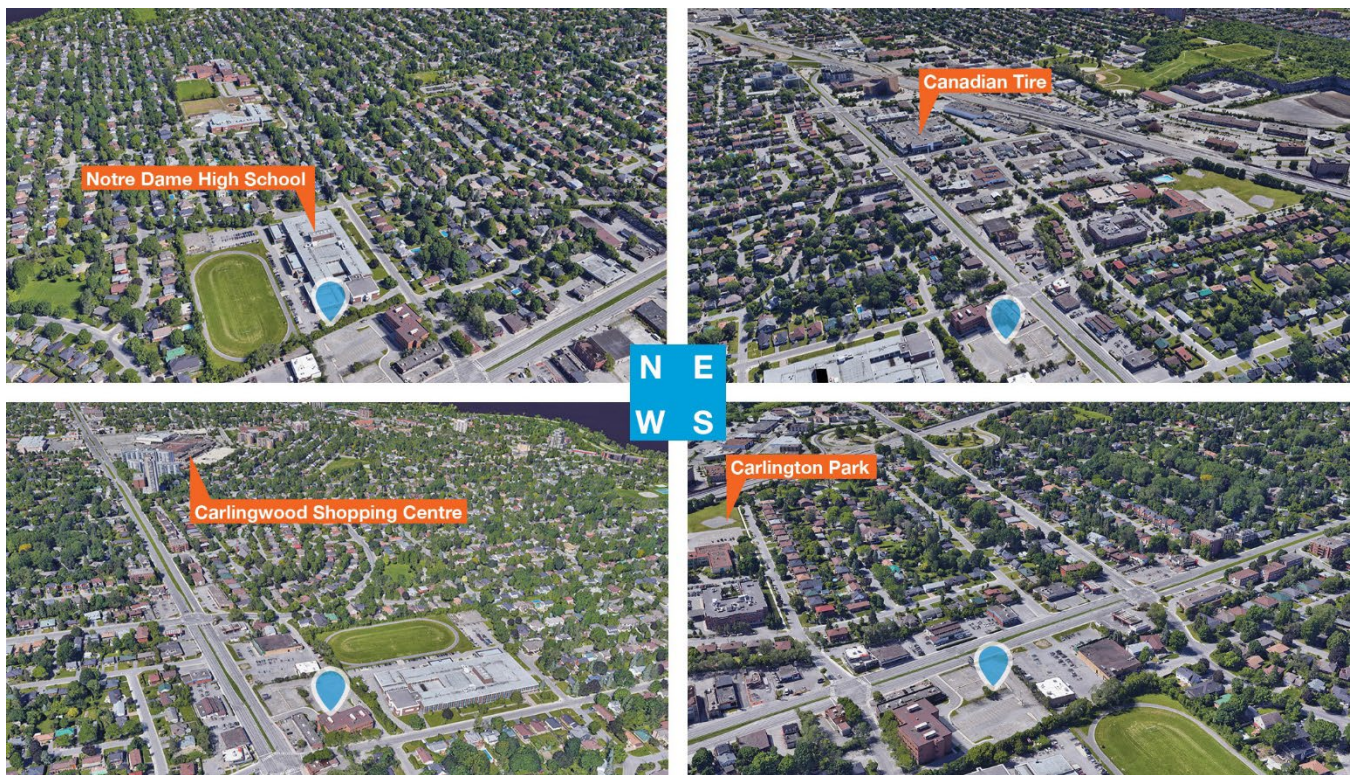 Notre Dame High School
Canadian Tire
N E
W S
Carlingwood Shopping Centre
Carlington Park